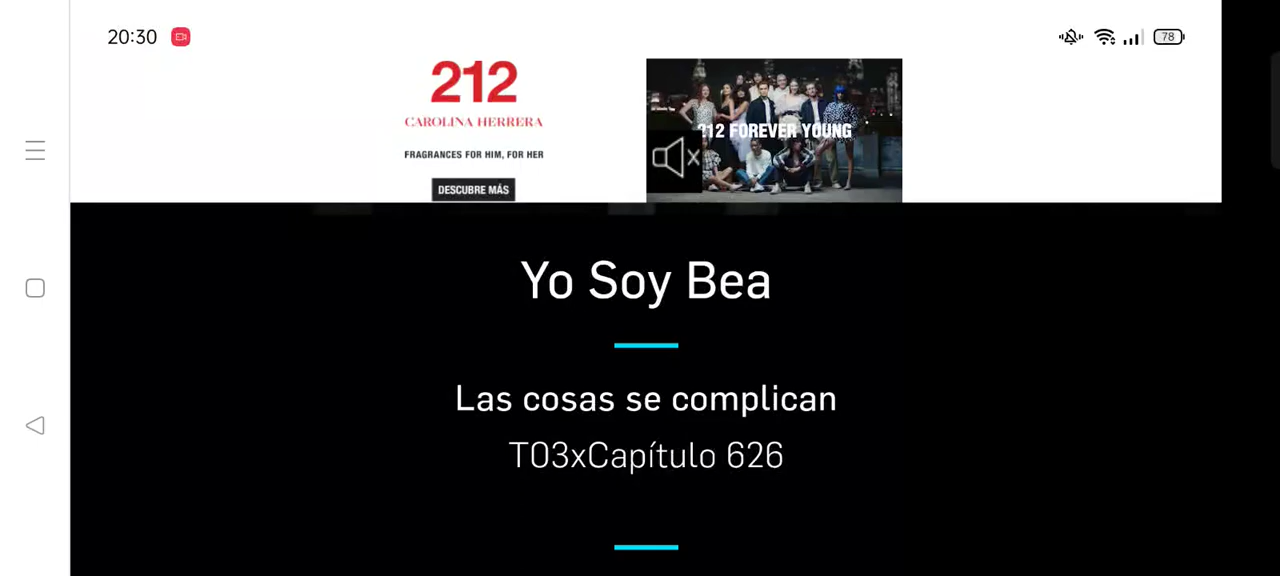 20:30
78
212
CAROLINA HERRERA
FRAGRANCES FOR HIM, FOR HER
DESCUBRE MÁS
212 FOREVER YOUNG
Yo Soy Bea
Las cosas se complican
T03xCapítulo 626